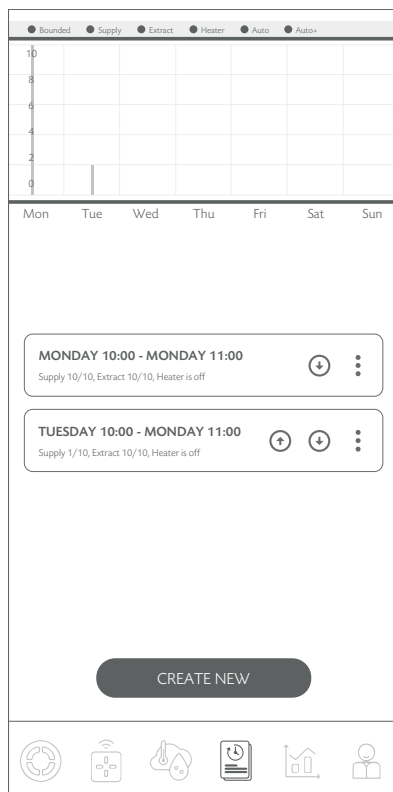 Bounded Supply Extract Heater Auto Auto+
10
8
6
4
2
0
Mon Tue Wed Thu Fri Sat Sun
MONDAY 10:00 - MONDAY 11:00
Supply 10/10, Extract 10/10, Heater is off
TUESDAY 10:00 - MONDAY 11:00
Supply 1/10, Extract 10/10, Heater is off
CREATE NEW